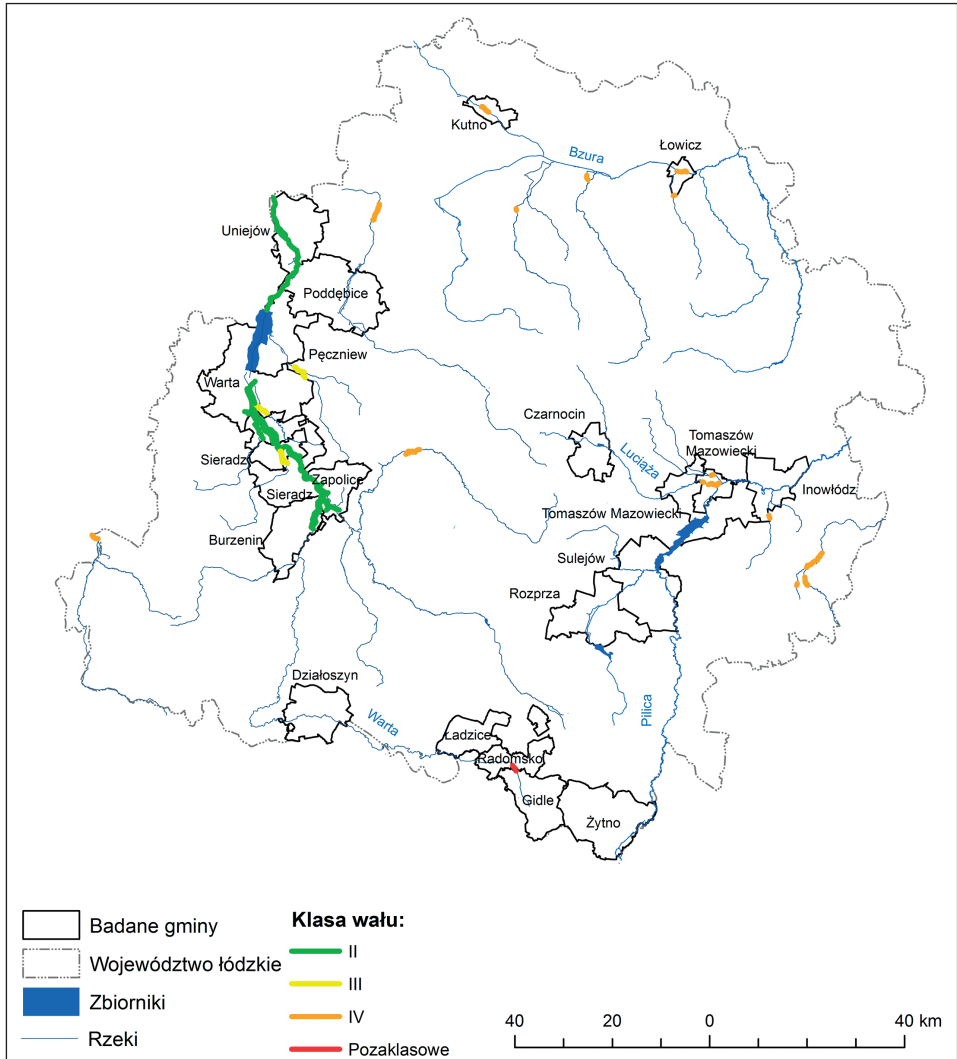 Kutno
Bzura
Łowicz
Uniejów
Poddębice
Pęczniew
Warta
Czarnocin
Luciąża
Tomaszów
Mazowiecki
Sieradz
Zapolice
Sieradz
Inowłódz
Tomaszów Mazowiecki
Burzenin
Sulejów
Rozprza
Działoszyn
Warta
Pilica
Ładzice
Radomsko
Gidle
Żytno
Badane gminy
Województwo łódzkie
Zbiorniki
Rzeki
Klasa wału:
II
III
IV
Pozaklasowe
40 20 0 40 km